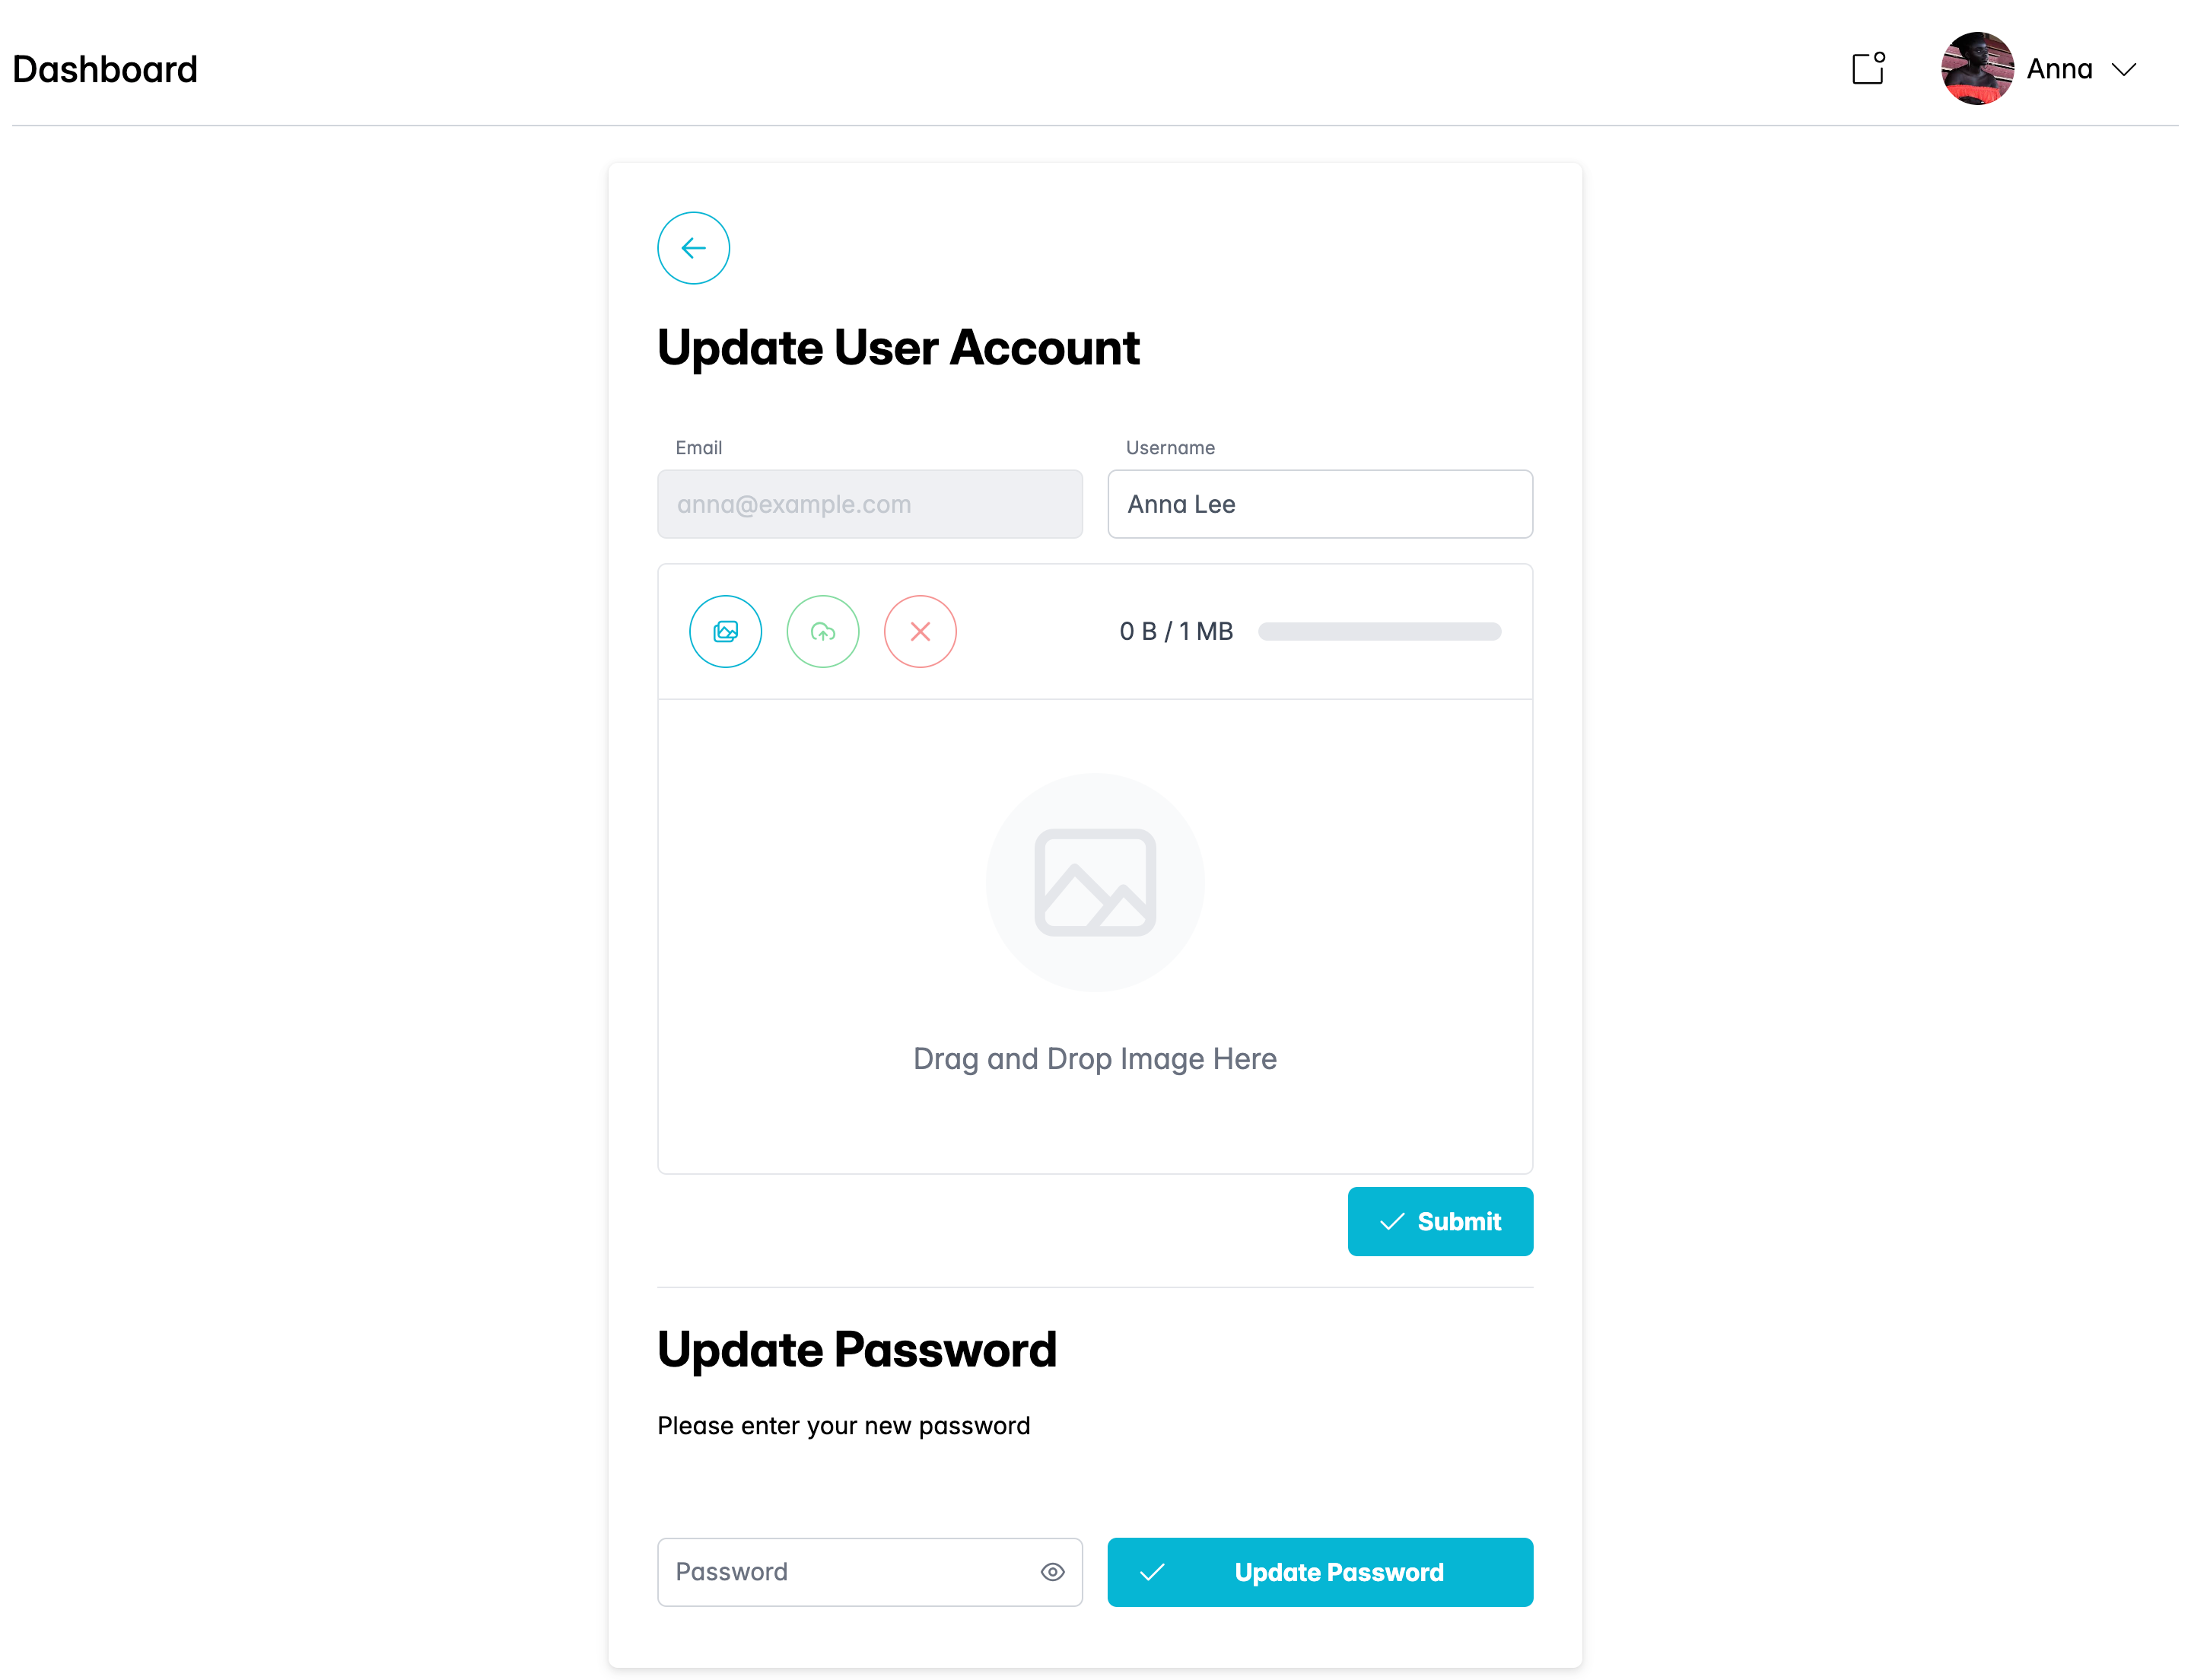 Dashboard
Anna
Update User Account
Email
Username
anna@example.com
Anna Lee
0 B / 1 MB
Drag and Drop Image Here
Submit
Update Password
Please enter your new password
Password
Update Password